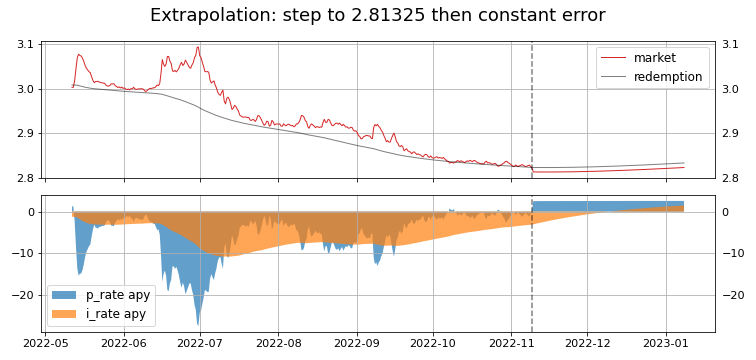 Extrapolation: step to 2.81325 then constant error
3.1
3.0
2.9
2.8
3.1
3.0
2.9
2.8
market
redemption
0
−10
−20
0
−10
−20
p_rate apy
i_rate apy
2022-05 2022-06 2022-07 2022-08 2022-09 2022-10 2022-11 2022-12 2023-01